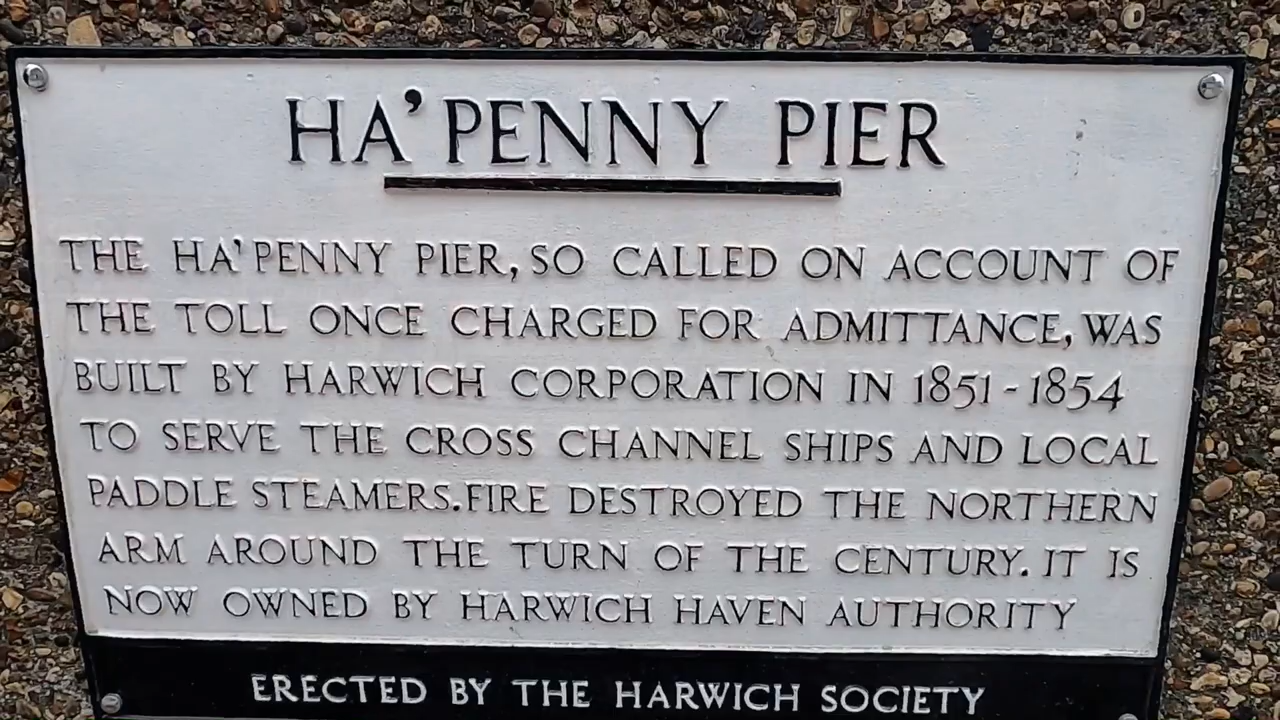 HA'PENNY PIER
THE HA'PENNY PIER, SO CALLED ON ACCOUNT OF
THE TOLL ONCE CHARGED FOR ADMITTANCE, WAS
BUILT BY HARWICH CORPORATION IN 1851-1854
TO SERVE THE CROSS CHANNEL SHIPS AND LOCAL
PADDLE STEAMERS. FIRE DESTROYED THE NORTHERN
ARM AROUND THE TURN OF THE CENTURY. IT IS
NOW OWNED BY HARWICH HAVEN AUTHORITY
ERECTED BY THE HARWICH SOCIETY